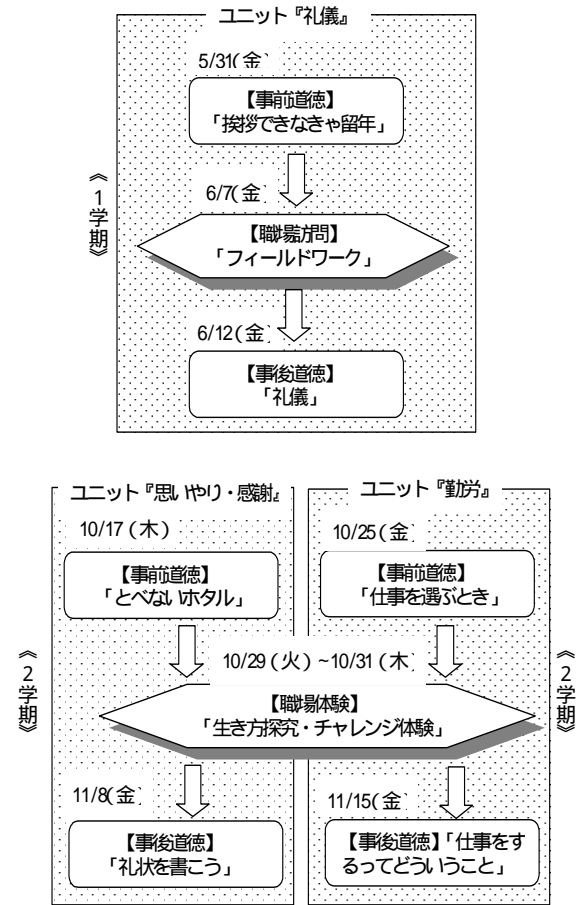 ユニット『礼儀』
5/31(金)
【事前道徳】
「挨拶できなきゃ留年」
《1学期》
6/7(金)
【職場訪問】
「フィールドワーク」
6/12(金)
【事後道徳】
「礼儀」
ユニット『思いやり・感謝』
10/17(木)
【事前道徳】
「とべないホタル」
ユニット『勤労』
10/25(金)
【事前道徳】
「仕事を選ぶとき」
《2学期》
《2学期》
10/29(火)~10/31(木)
【職場体験】
「生き方探究・チャレンジ体験」
11/8(金)
【事後道徳】
「礼状を書こう」
11/15(金)
【事後道徳】「仕事をす
るってどういうこと」